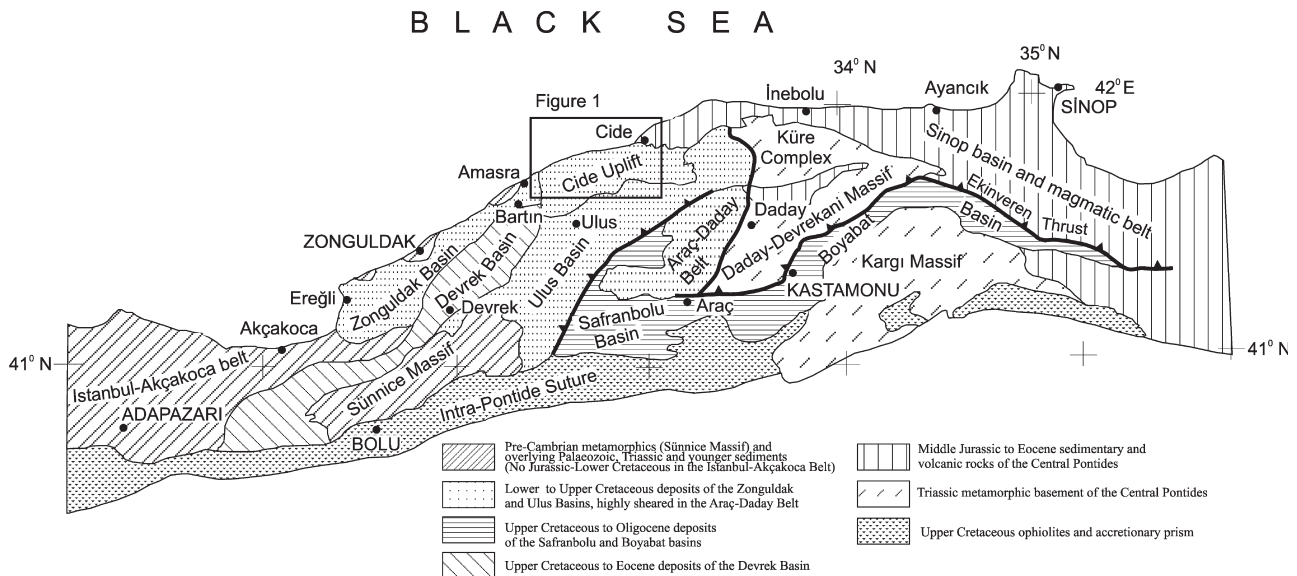 BLACK SEA
35⁰ N
34⁰ N
42⁰ E
İnebolu
Ayancık
SİNOP
Figure 1
Cide
Küre
Complex
Sinop basin and magmatic belt
Amasra
Cide Uplift
Bartın
Ulus
Daday
Daday-Devrekani Massif
Ekinveren
Thrust
Basin
Boyabat
ZONGULDAK
Zonguldak Basin
Devrek Basin
Ulus Basin
Araç-Daday
Belt
Kargı Massif
KASTAMONU
Ereğli
Devrek
Araç
Safranbolu
Basin
Akçakoca
41⁰ N
41⁰ N
Istanbul-Akçakoca belt
Sünnice Massif
Intra-Pontide Suture
ADAPAZARI
BOLU
Pre-Cambrian metamorphics (Sünnice Massif) and
overlying Palaeozoic, Triassic and younger sediments
(No Jurassic-Lower Cretaceous in the Istanbul-Akçakoca Belt)
Lower to Upper Cretaceous deposits of the Zonguldak
and Ulus Basins, highly sheared in the Araç-Daday Belt
Upper Cretaceous to Oligocene deposits
of the Safranbolu and Boyabat basins
Upper Cretaceous to Eocene deposits of the Devrek Basin
Middle Jurassic to Eocene sedimentary and
volcanic rocks of the Central Pontides
Triassic metamorphic basement of the Central Pontides
Upper Cretaceous ophiolites and accretionary prism